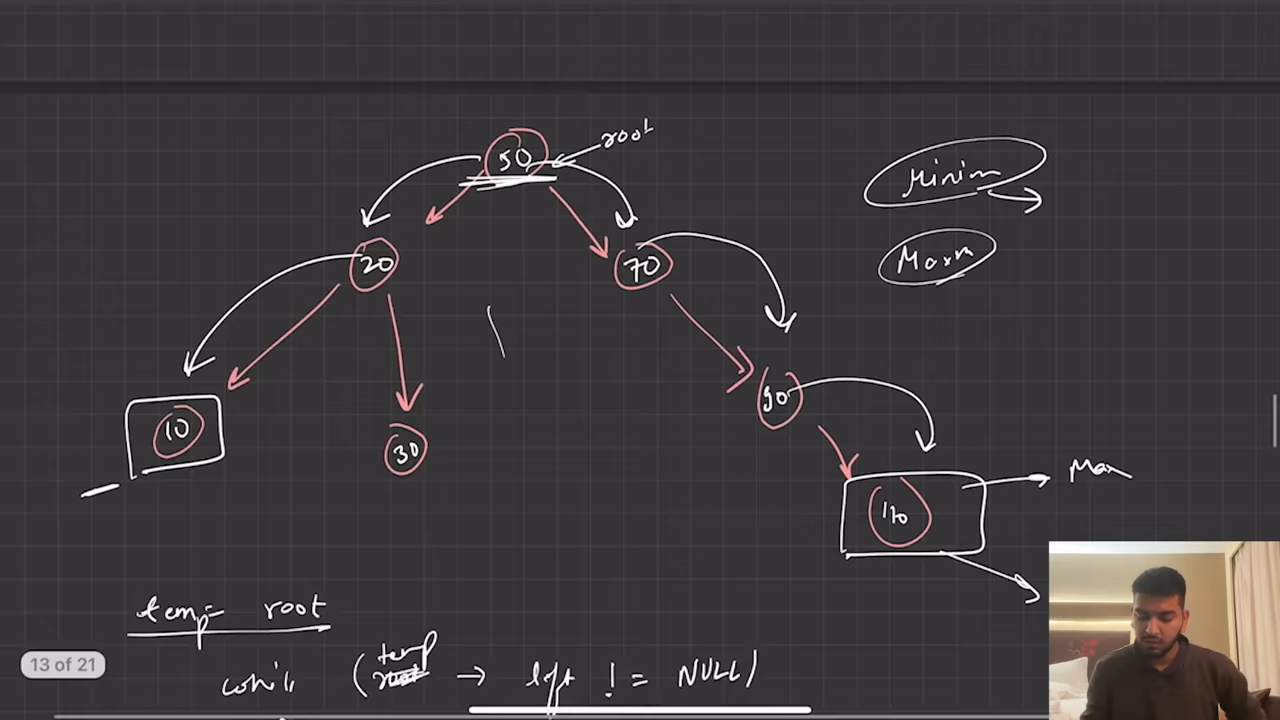 50
root
Minim
20
70
Maxm
90
10
30
Max
temp= root
temp
while (root → left != NULL)
13 of 21